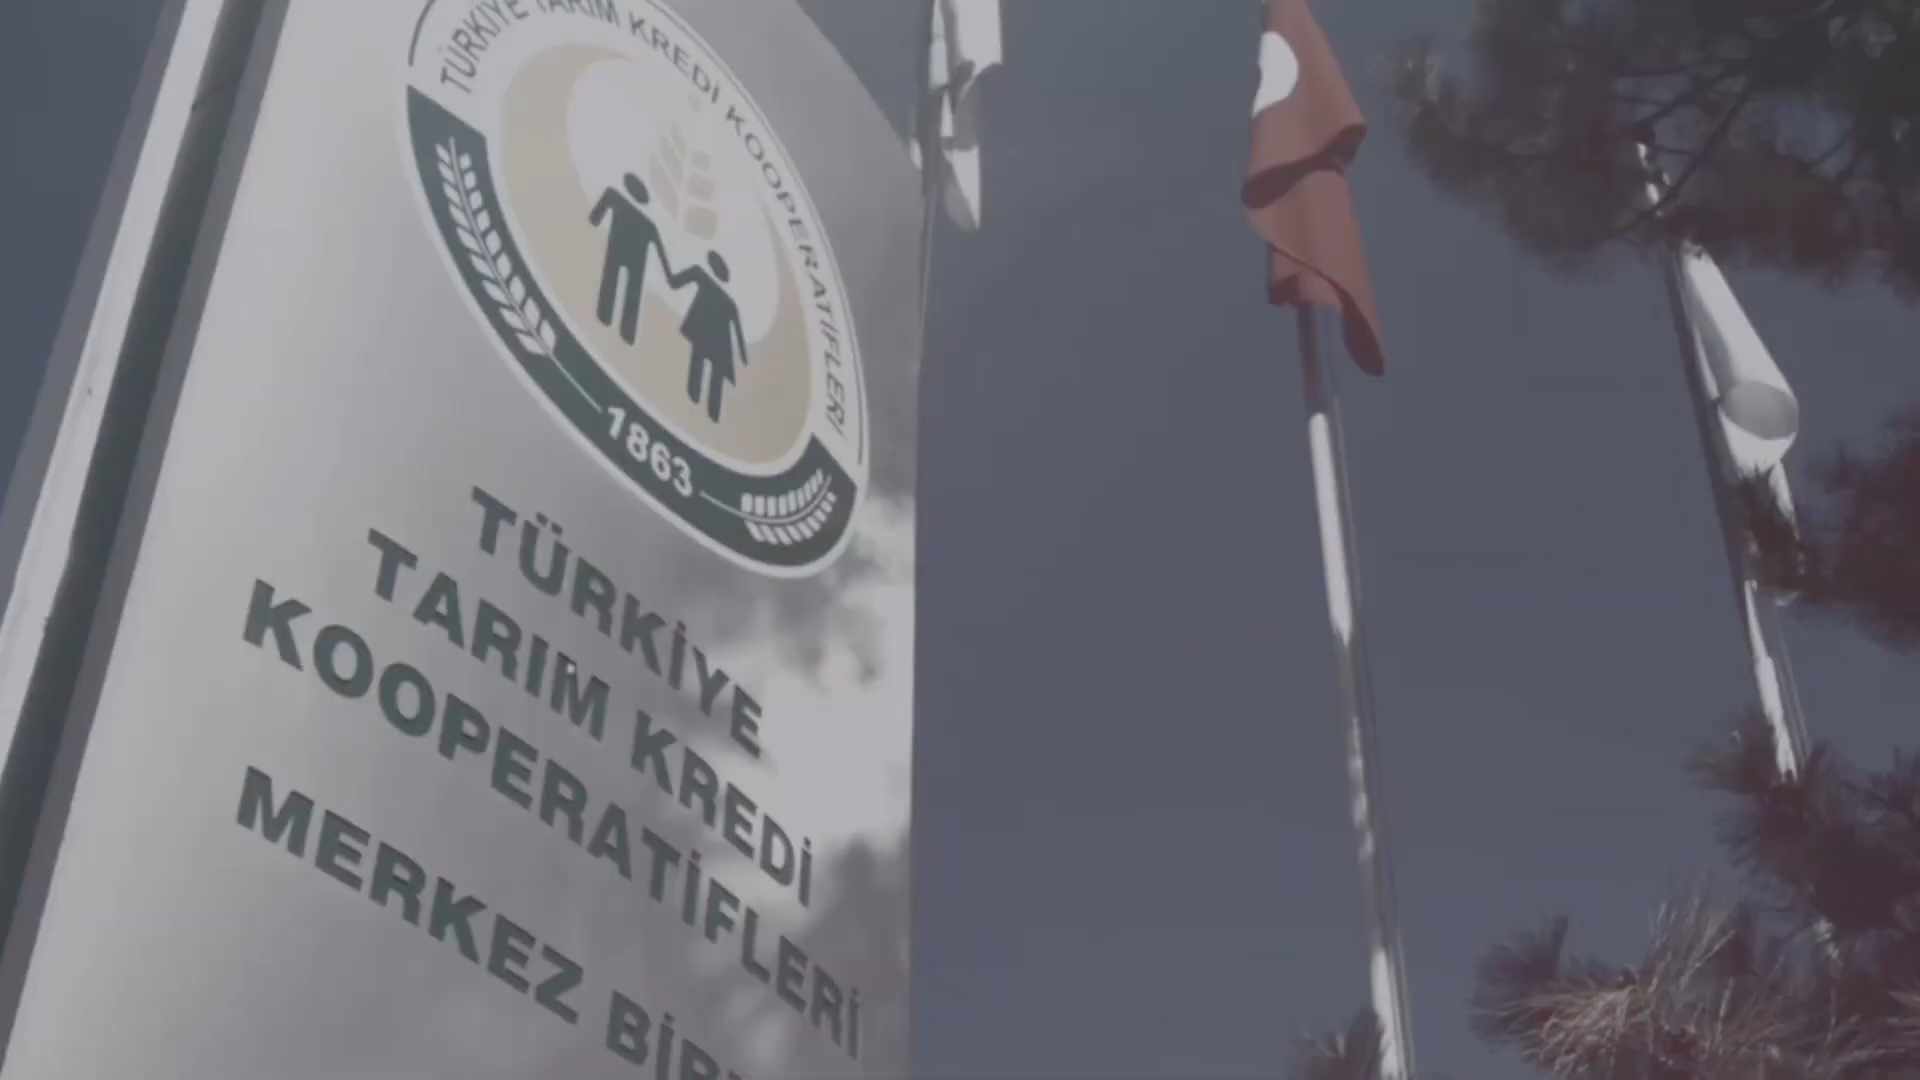 TÜRKİYE TARIM KREDİ KOOPERATİFLERİ
1863
TÜRKİYE
TARIM KREDİ
KOOPERATİFLERİ
MERKEZ